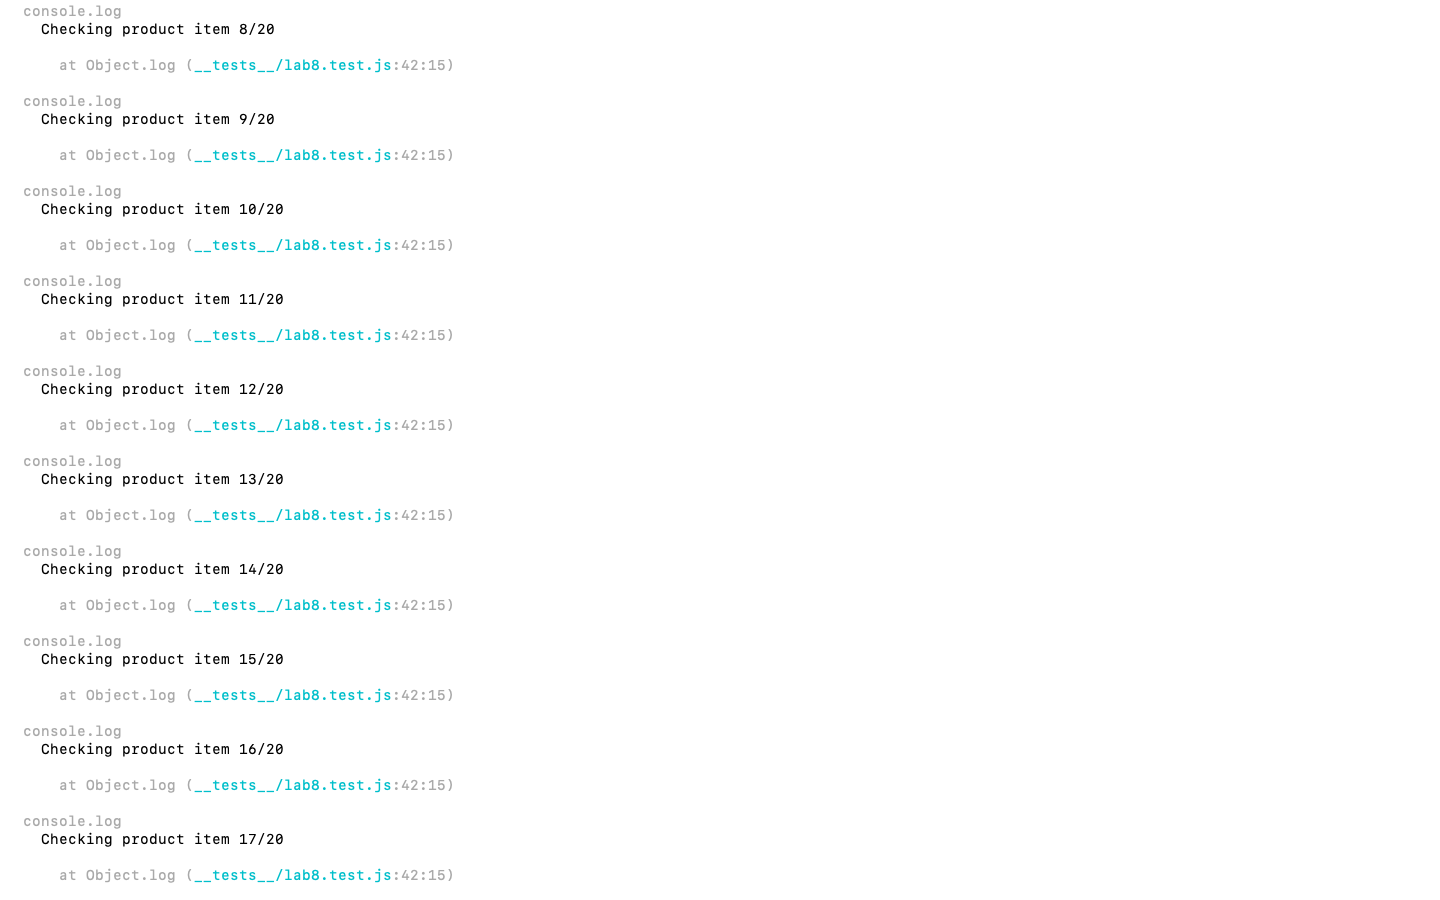 console.log
Checking product item 8/20
at Object.log (__tests__/lab8.test.js:42:15)
console.log
Checking product item 9/20
at Object.log (__tests__/lab8.test.js:42:15)
console.log
Checking product item 10/20
at Object.log (__tests__/lab8.test.js:42:15)
console.log
Checking product item 11/20
at Object.log (__tests__/lab8.test.js:42:15)
console.log
Checking product item 12/20
at Object.log (__tests__/lab8.test.js:42:15)
console.log
Checking product item 13/20
at Object.log (__tests__/lab8.test.js:42:15)
console.log
Checking product item 14/20
at Object.log (__tests__/lab8.test.js:42:15)
console.log
Checking product item 15/20
at Object.log (__tests__/lab8.test.js:42:15)
console.log
Checking product item 16/20
at Object.log (__tests__/lab8.test.js:42:15)
console.log
Checking product item 17/20
at Object.log (__tests__/lab8.test.js:42:15)